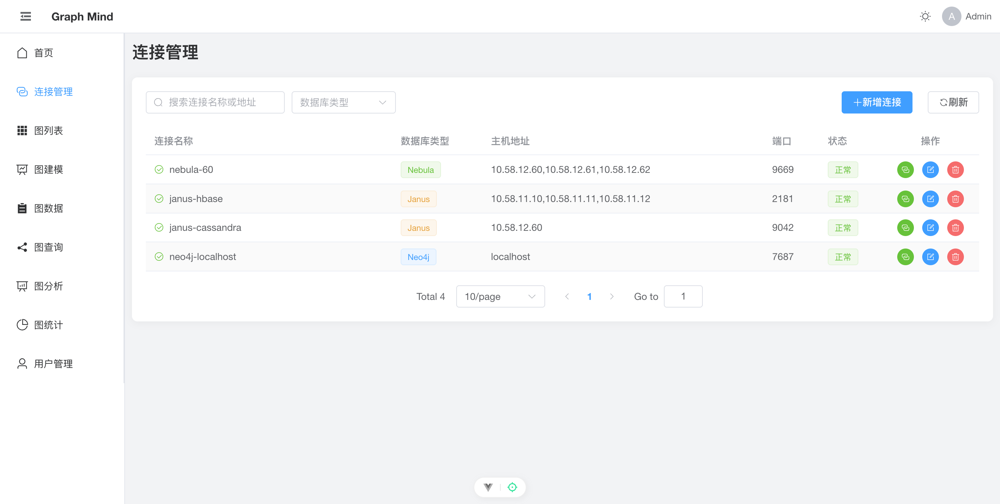 Graph Mind
A Admin
首页
连接管理
图列表
图建模
图数据
图查询
图分析
图统计
用户管理
连接管理
搜索连接名称或地址 数据库类型 新增连接 刷新
连接名称 数据库类型 主机地址 端口 状态 操作
nebula-60 Nebula 10.58.12.60,10.58.12.61,10.58.12.62 9669 正常
janus-hbase Janus 10.58.11.10,10.58.11.11,10.58.11.12 2181 正常
janus-cassandra Janus 10.58.12.60 9042 正常
neo4j-localhost Neo4j localhost 7687 正常
Total 4 10/page 1 Go to 1